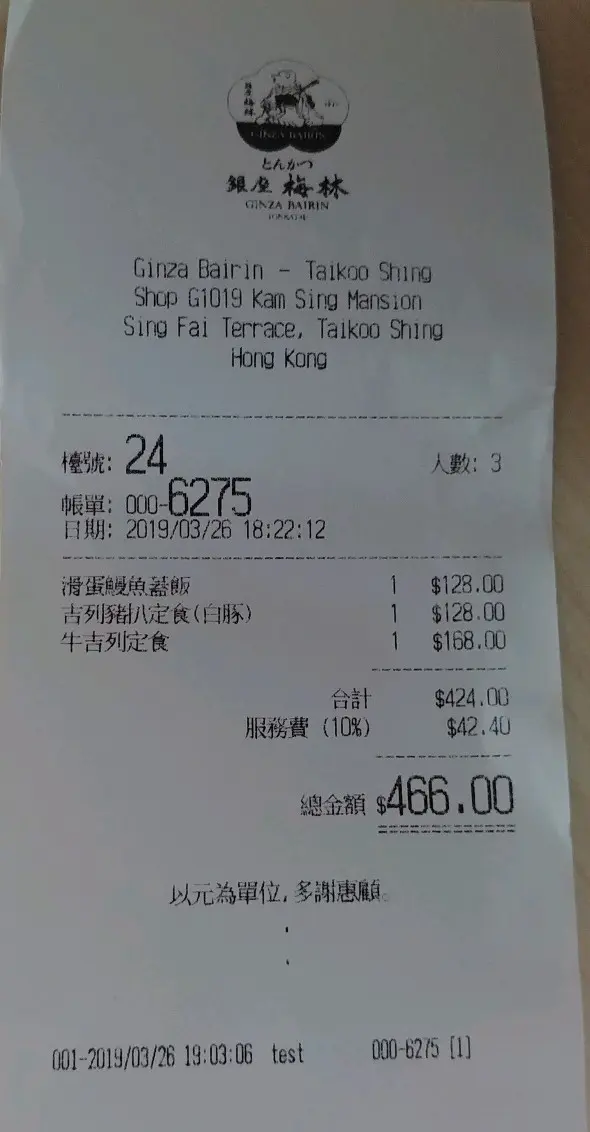 銀座梅林
GINZA BAIRIN
とんかつ
銀座 梅林
GINZA BAIRIN
TONKATSU
Ginza Bairin - Taikoo Shing
Shop G1019 Kam Sing Mansion
Sing Fai Terrace, Taikoo Shing
Hong Kong
檯號: 24 人數: 3
帳單: 000-6275
日期: 2019/03/26 18:22:12
滑蛋鰻魚蓋飯 1 $128.00
吉列豬扒定食(白豚) 1 $128.00
牛吉列定食 1 $168.00
合計 $424.00
服務費 (10%) $42.40
總金額 $466.00
以元為單位, 多謝惠顧。
001-2019/03/26 19:03:06 test 000-6275 [1]